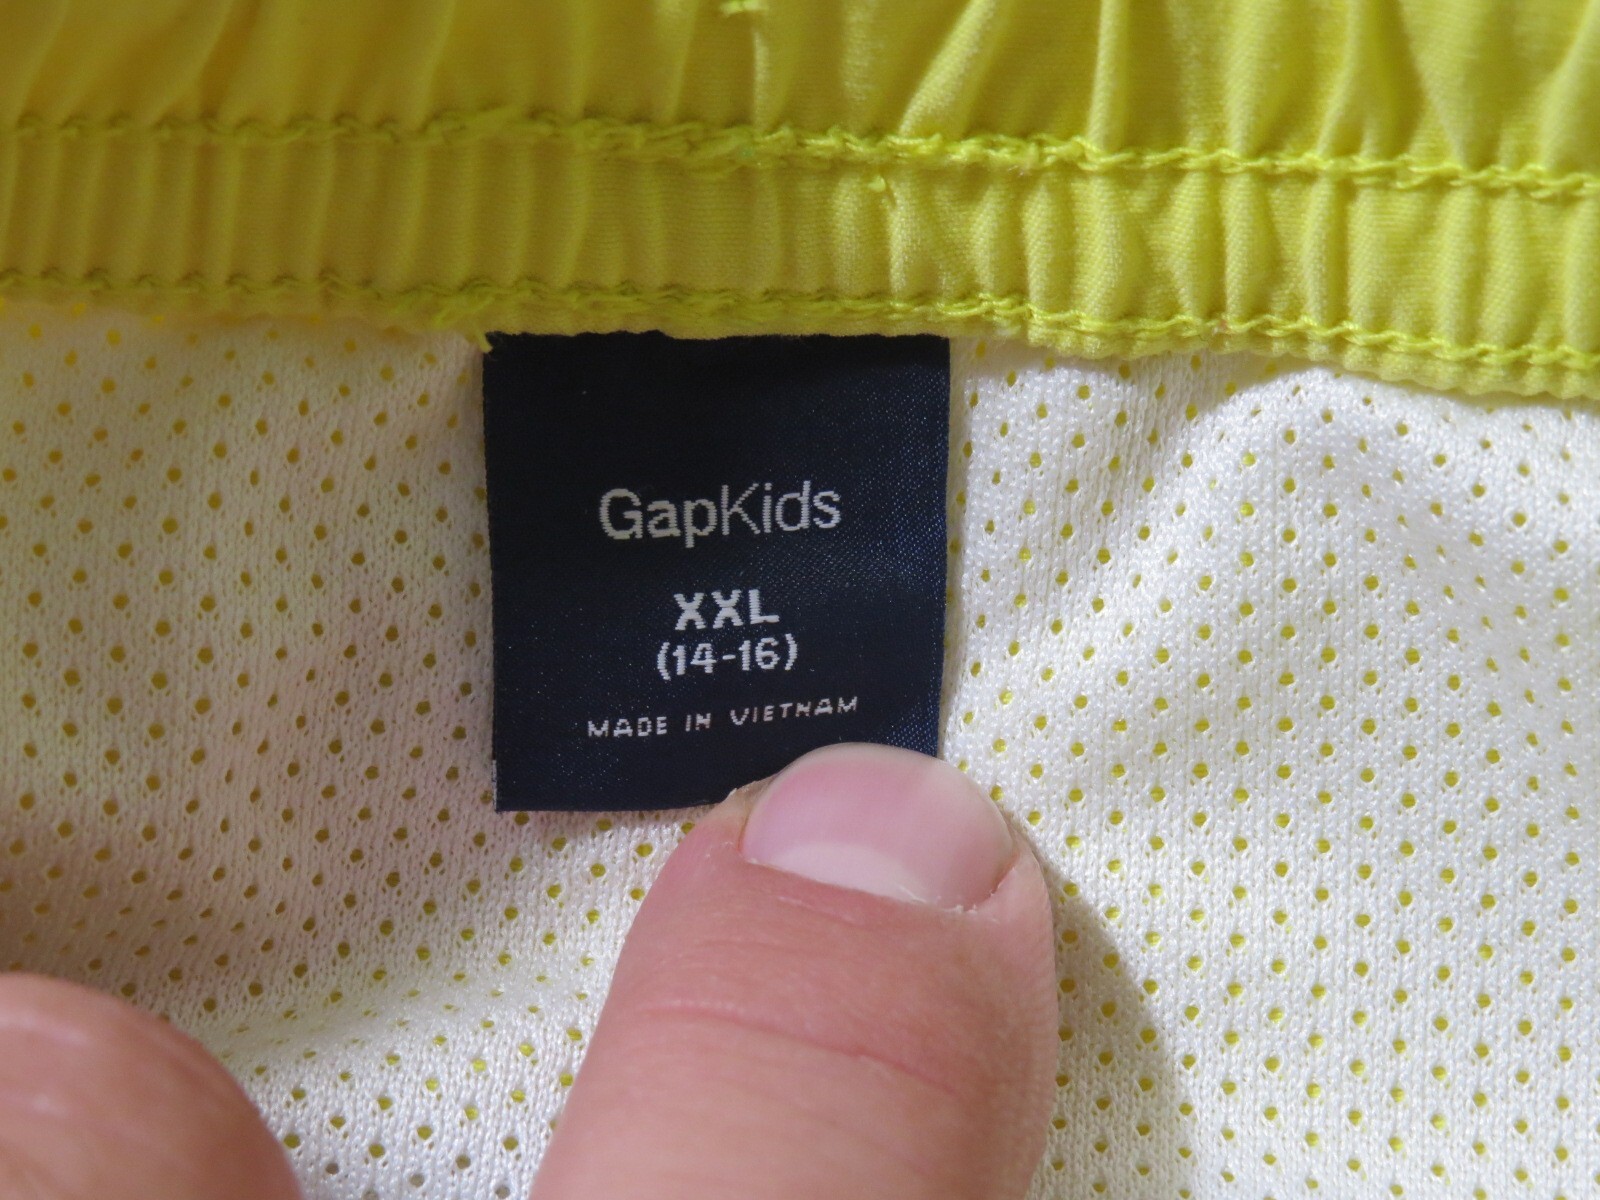 GapKids
XXL
(14-16)
MADE IN VIETNAM